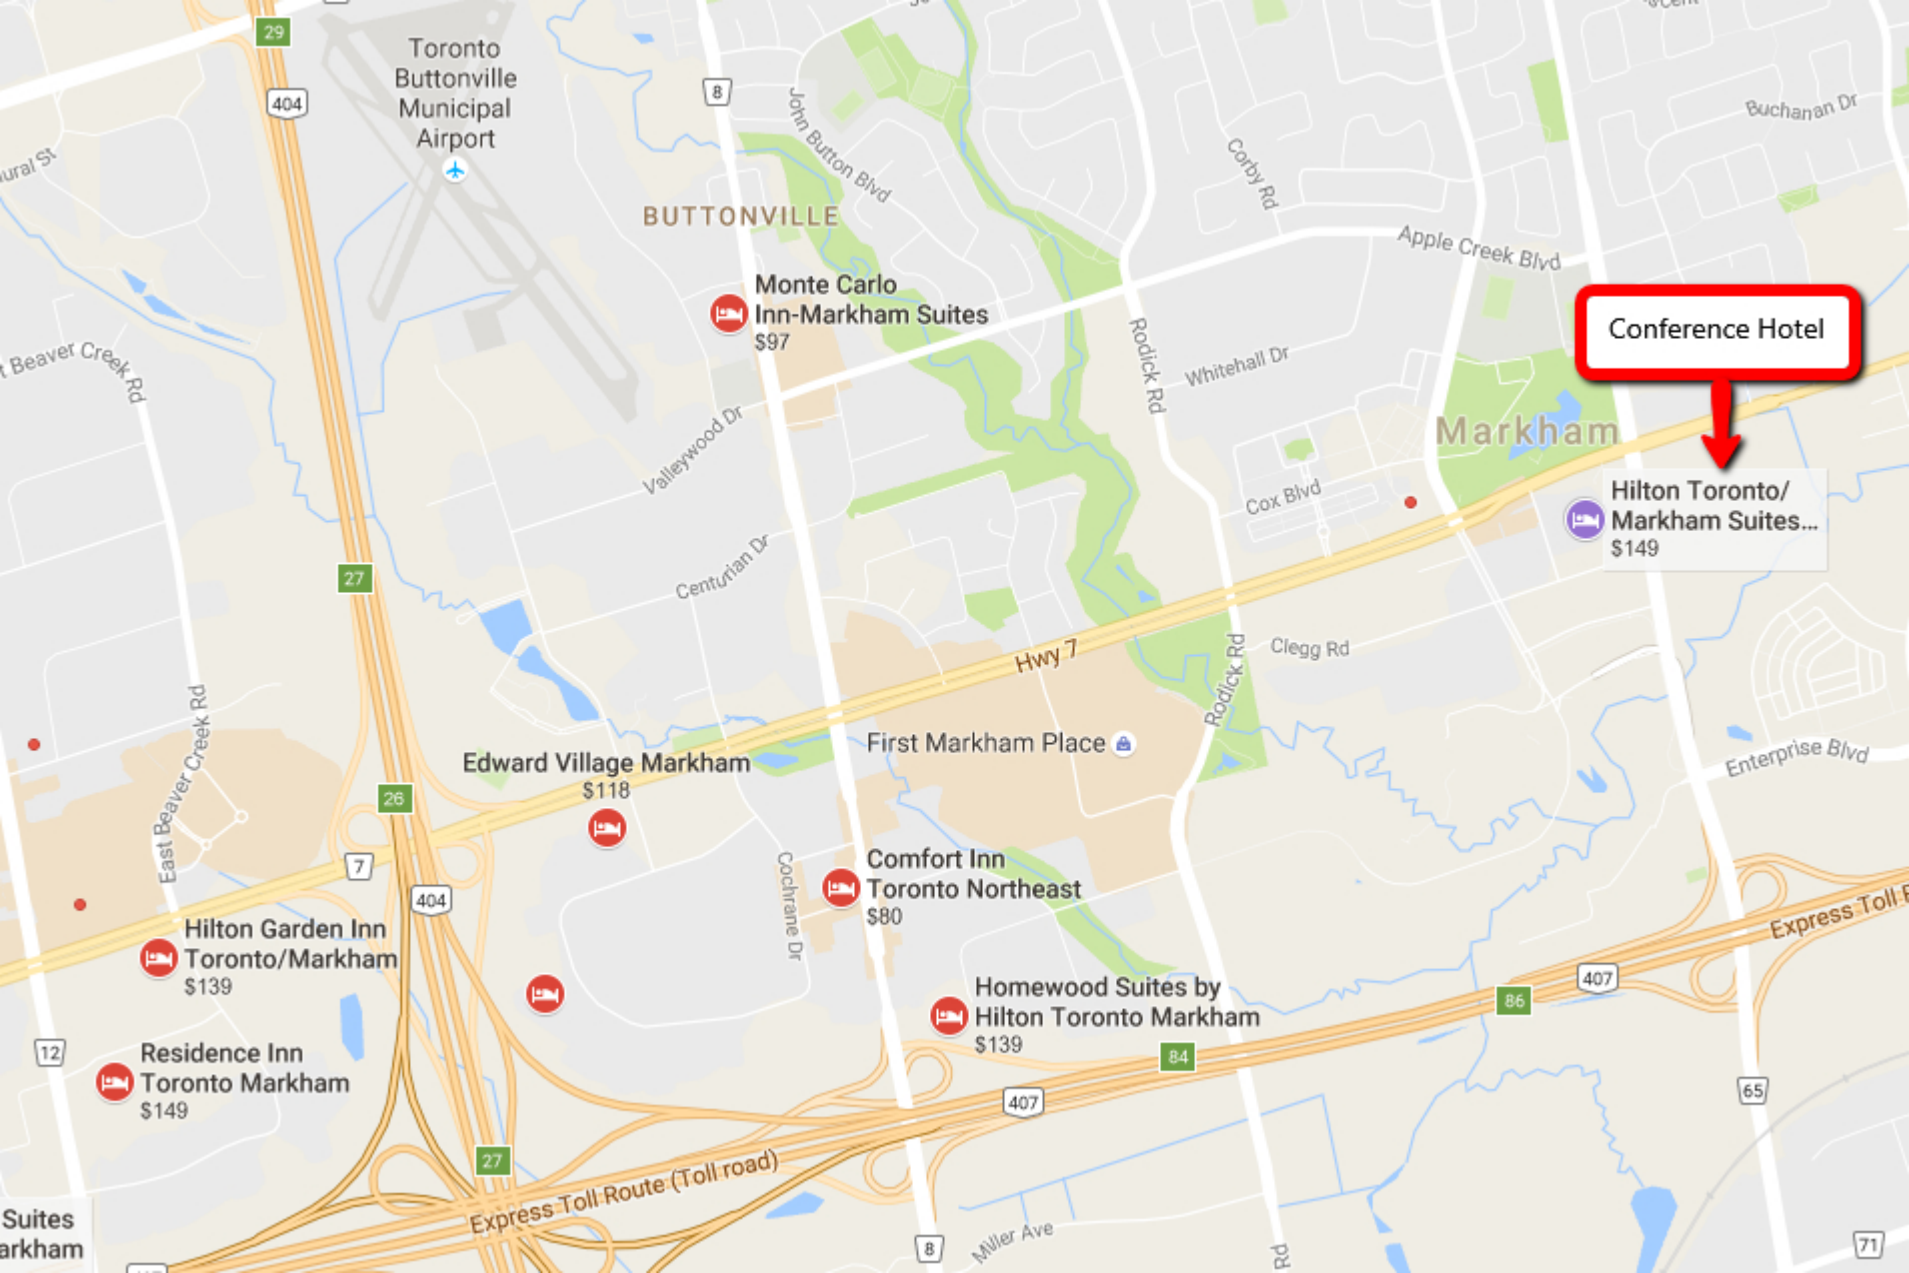 29
404
Toronto
Buttonville
Municipal
Airport
8
John Button Blvd
Corby Rd
Buchanan Dr
BUTTONVILLE
Apple Creek Blvd
Monte Carlo
Inn-Markham Suites
$97
Conference Hotel
Beaver Creek Rd
Rodick Rd
Whitehall Dr
Valleywood Dr
Markham
Cox Blvd
Hilton Toronto/
Markham Suites...
$149
Centurian Dr
27
Hwy 7
Clegg Rd
Rodick Rd
East Beaver Creek Rd
First Markham Place
Enterprise Blvd
Edward Village Markham
$118
26
7
404
Cochrane Dr
Comfort Inn
Toronto Northeast
$80
Express Toll
Hilton Garden Inn
Toronto/Markham
$139
Homewood Suites by
Hilton Toronto Markham
$139
86
407
12
Residence Inn
Toronto Markham
$149
84
407
65
27
Express Toll Route (Toll road)
Suites
arkham
8
Miller Ave
Rd
71